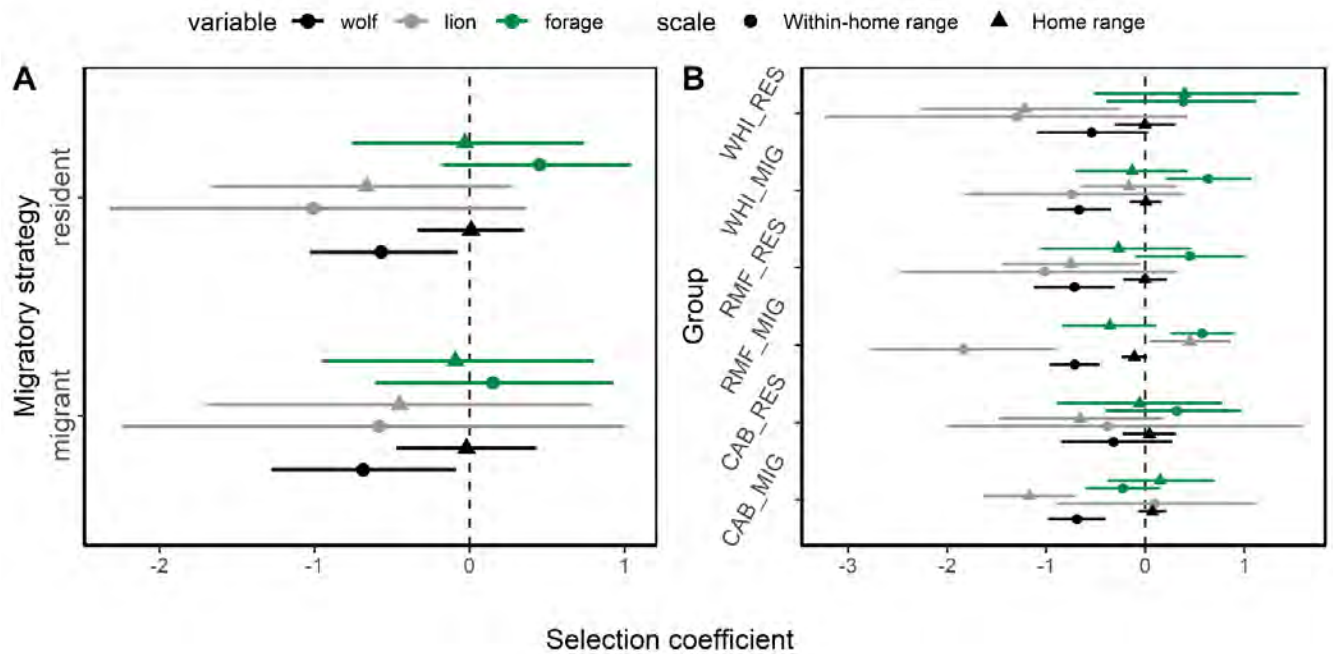 variable wolf lion forage scale Within-home range Home range
A
Migratory strategy
resident
migrant
-2 -1 0 1
B
Group
WHI_RES
WHI_MIG
RMF_RES
RMF_MIG
CAB_RES
CAB_MIG
-3 -2 -1 0 1
Selection coefficient